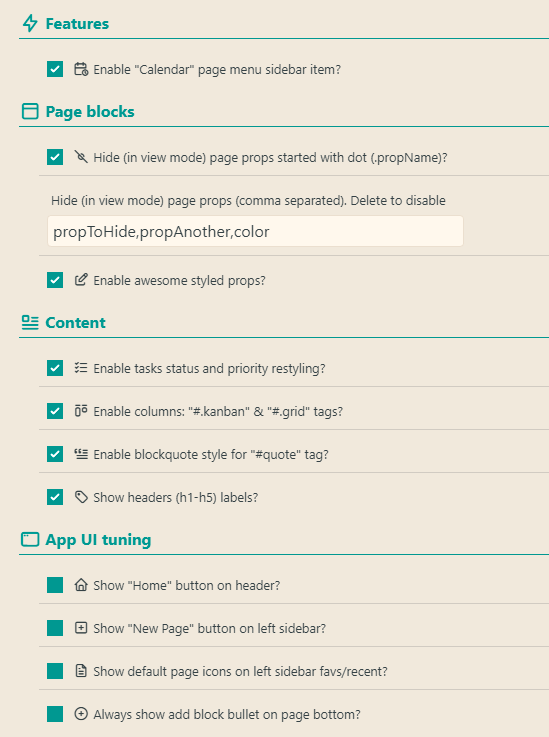 Features
Enable "Calendar" page menu sidebar item?
Page blocks
Hide (in view mode) page props started with dot (.propName)?
Hide (in view mode) page props (comma separated). Delete to disable
propToHide,propAnother,color
Enable awesome styled props?
Content
Enable tasks status and priority restyling?
Enable columns: "#.kanban" & "#.grid" tags?
Enable blockquote style for "#quote" tag?
Show headers (h1-h5) labels?
App UI tuning
Show "Home" button on header?
Show "New Page" button on left sidebar?
Show default page icons on left sidebar favs/recent?
Always show add block bullet on page bottom?